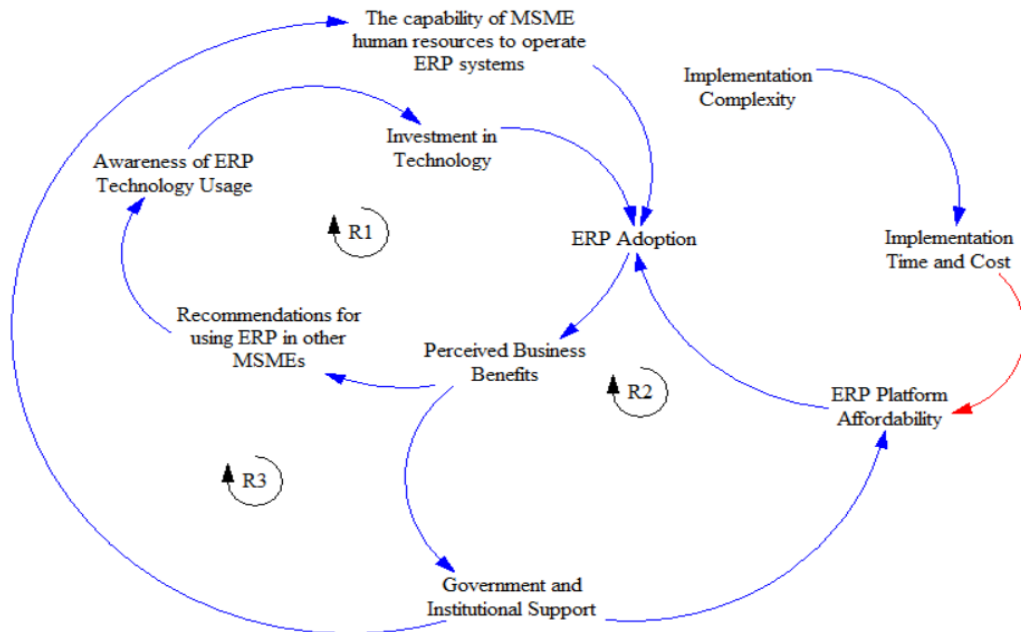 The capability of MSME
human resources to operate
ERP systems
Implementation
Complexity
Investment in
Technology
Awareness of ERP
Technology Usage
R1
ERP Adoption
Implementation
Time and Cost
Recommendations for
using ERP in other
MSMEs
Perceived Business
Benefits
R2
ERP Platform
Affordability
R3
Government and
Institutional Support